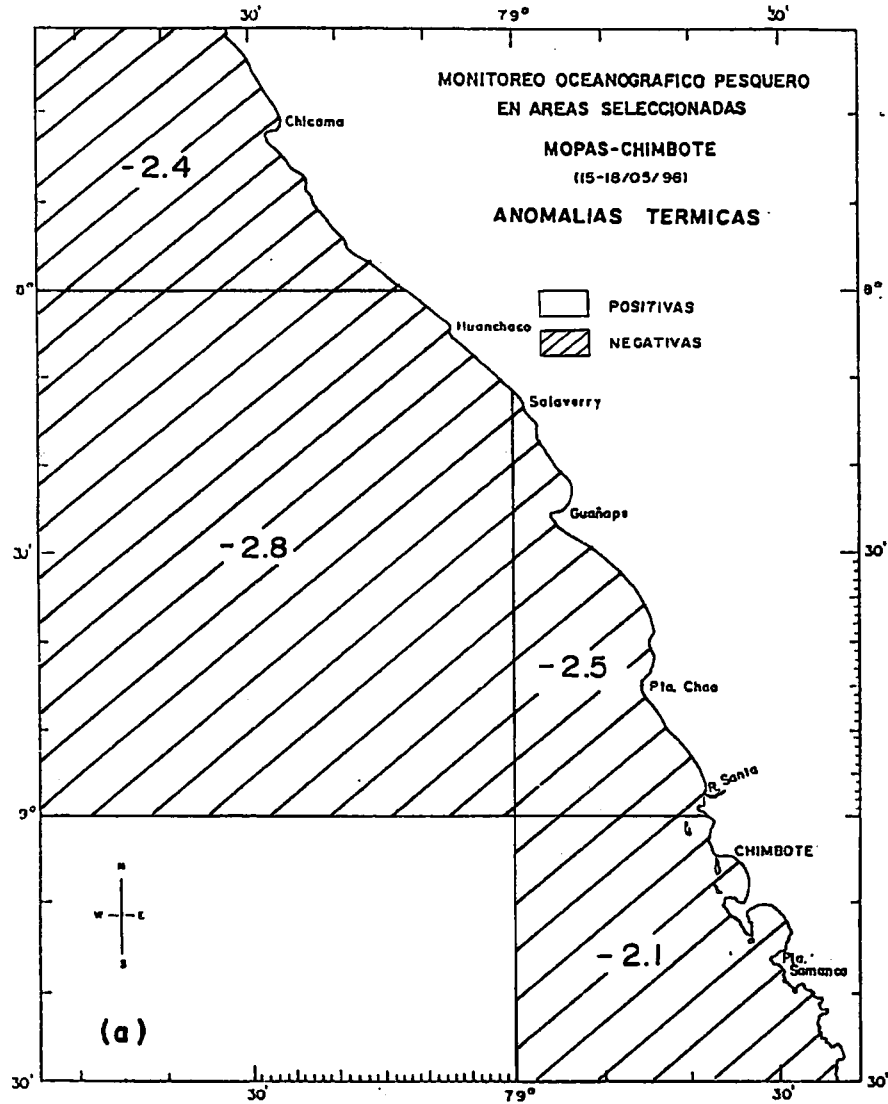 30'
79°
30'
MONITOREO OCEANOGRAFICO PESQUERO
EN AREAS SELECCIONADAS
MOPAS-CHIMBOTE
(15-18/05/96)
ANOMALIAS TERMICAS
Chicama
-2.4
8°
8°
POSITIVAS
Huanchaco
NEGATIVAS
Salaverry
Guañape
30'
30'
-2.8
-2.5
Pta. Chao
R. Santa
9°
9°
CHIMBOTE
N
W
E
S
-2.1
Pta.
Samanco
(a)
30'
30'
30'
79°
30'